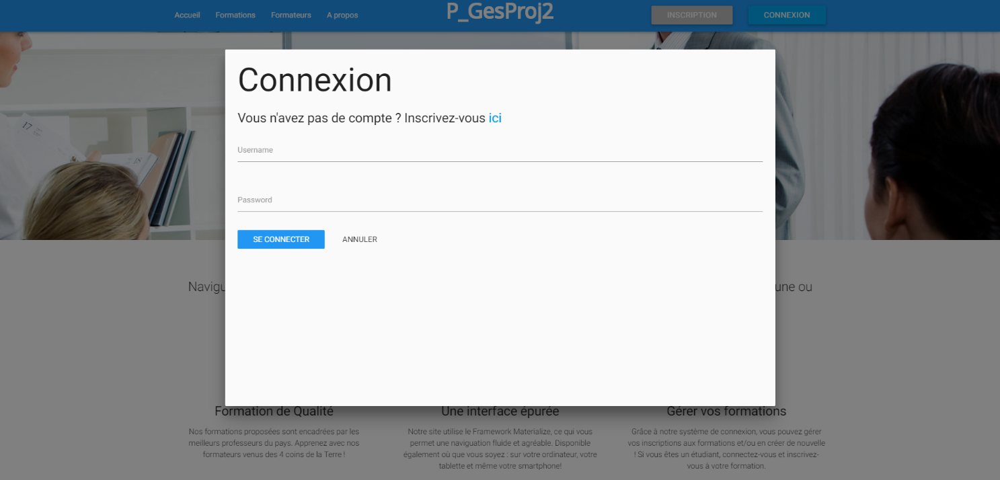 Accueil Formations Formateurs A propos P_GesProj2 INSCRIPTION CONNEXION
Connexion
Vous n'avez pas de compte ? Inscrivez-vous ici
Username
Password
SE CONNECTER ANNULER
17
18
une ou
Formation de Qualité
Nos formations proposées sont encadrées par les
meilleurs professeurs du pays. Apprenez avec nos
formateurs venus des 4 coins de la Terre !
Une interface épurée
Notre site utilise le Framework Materialize, ce qui vous
permet une naviguation fluide et agréable. Disponible
également où que vous soyez : sur votre ordinateur, votre
tablette et même votre smartphone!
Gérer vos formations
Grâce à notre système de connexion, vous pouvez gérer
vos inscriptions aux formations et/ou en créer de nouvelle
! Si vous êtes un étudiant, connectez-vous et inscrivez-
vous à votre formation.